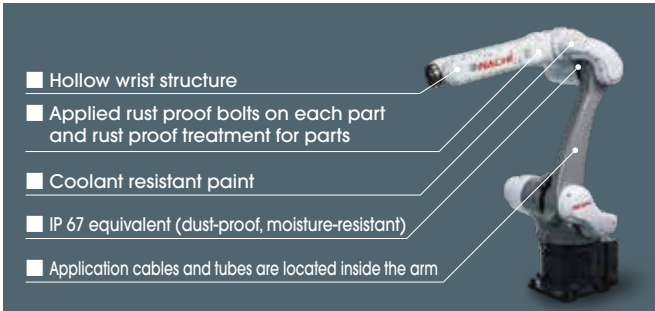 NACHI
Hollow wrist structure
Applied rust proof bolts on each part
and rust proof treatment for parts
Coolant resistant paint
IP 67 equivalent (dust-proof, moisture-resistant)
Application cables and tubes are located inside the arm